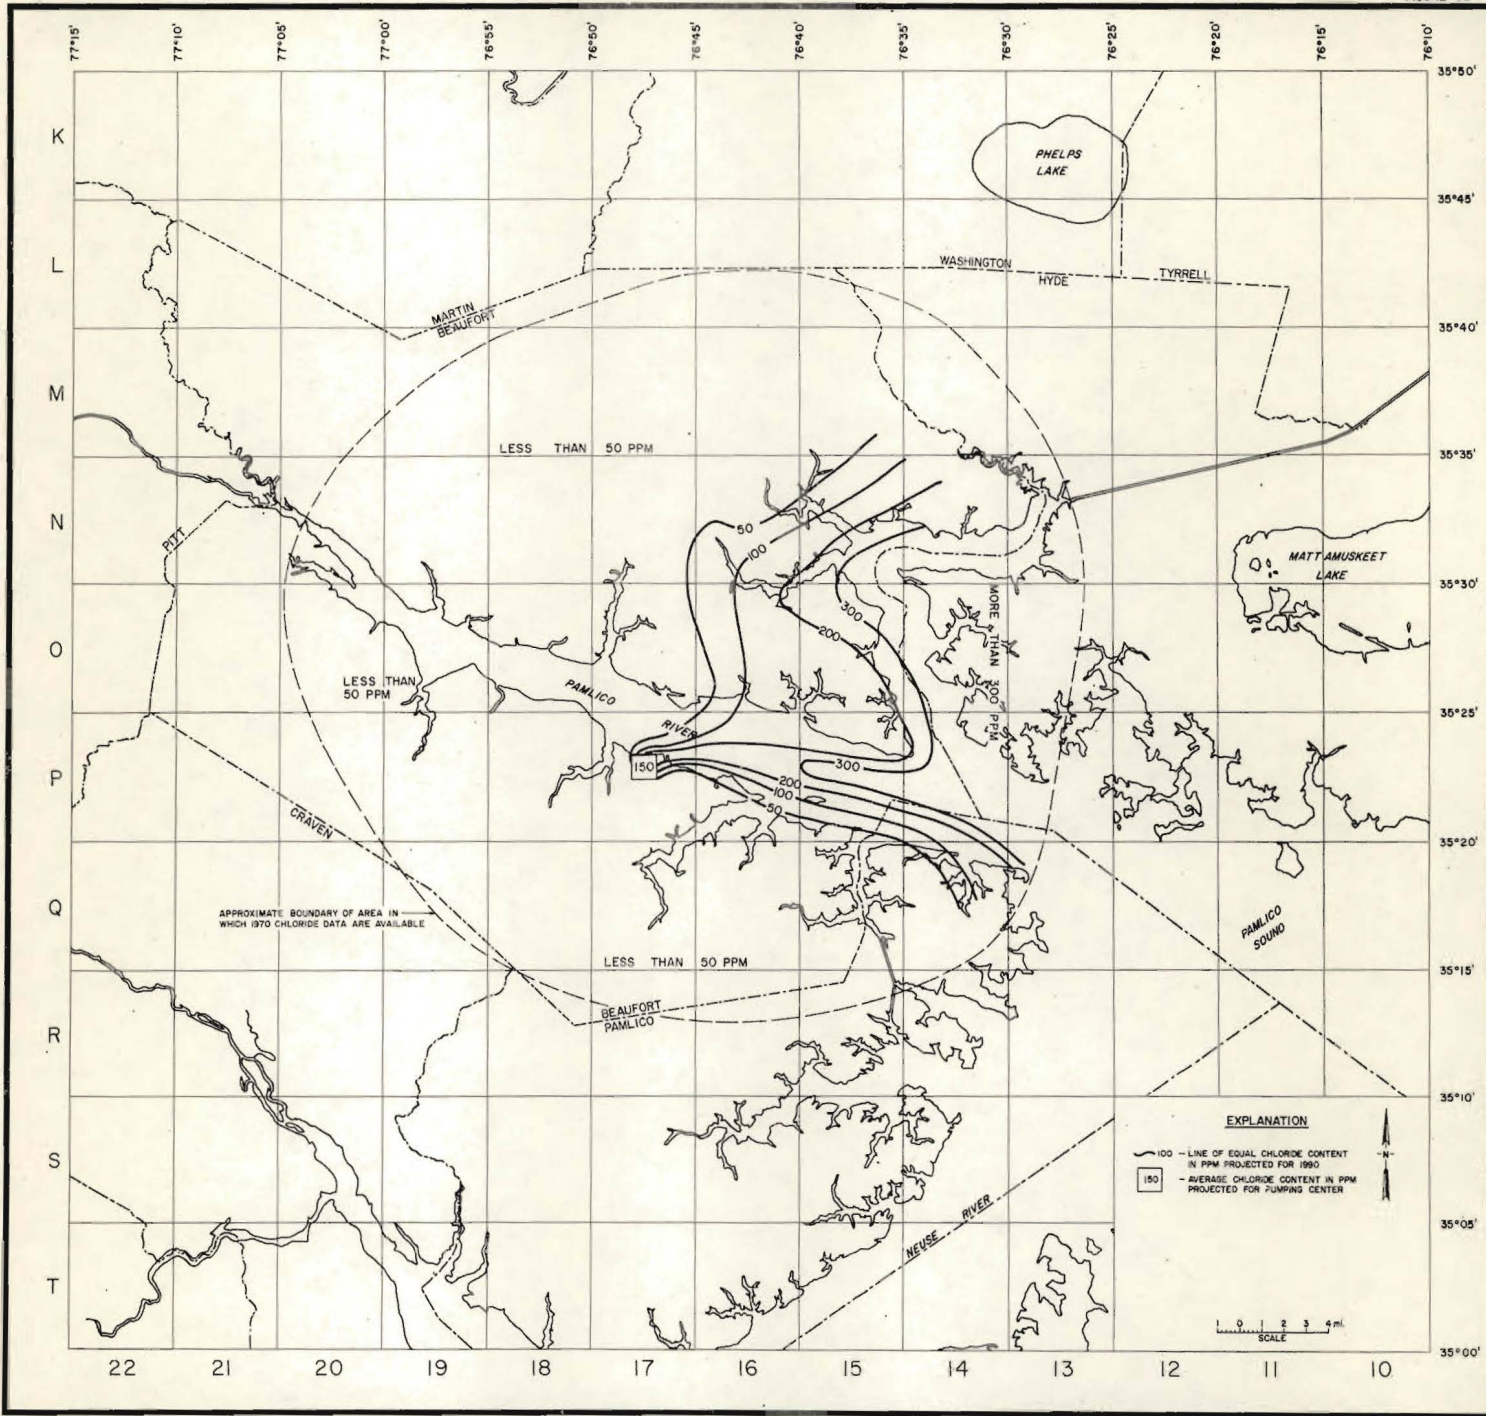 77°15' 77°10' 77°05' 77°00' 76°55' 76°50' 76°45' 76°40' 76°35' 76°30' 76°25' 76°20' 76°15' 76°10'
35°50'
K
PHELPS
LAKE
35°45'
L
WASHINGTON
HYDE
TYRRELL
MARTIN
BEAUFORT
35°40'
M
LESS THAN 50 PPM
35°35'
N
PITT
50
100
MATTAMUSKEET
LAKE
35°30'
300
200
MORE THAN 300 PPM
O
LESS THAN
50 PPM
PAMLICO
RIVER
35°25'
P
150
300
200
100
50
CRAVEN
35°20'
Q
APPROXIMATE BOUNDARY OF AREA IN
WHICH 1970 CHLORIDE DATA ARE AVAILABLE
PAMLICO
SOUND
LESS THAN 50 PPM
35°15'
R
BEAUFORT
PAMLICO
35°10'
EXPLANATION
100 - LINE OF EQUAL CHLORIDE CONTENT
IN PPM PROJECTED FOR 1990
-N-
150 - AVERAGE CHLORIDE CONTENT IN PPM
PROJECTED FOR PUMPING CENTER
S
NEUSE RIVER
35°05'
T
1 0 1 2 3 4 mi.
SCALE
35°00'
22 21 20 19 18 17 16 15 14 13 12 11 10